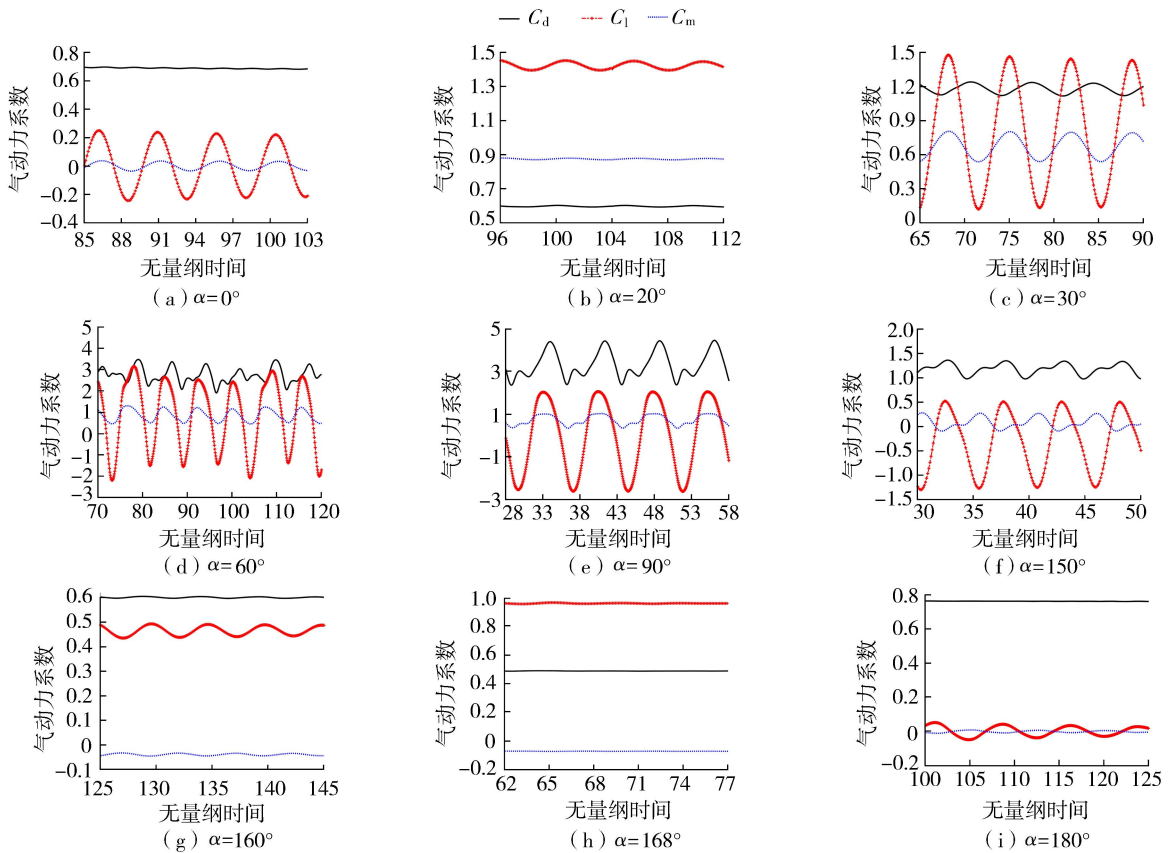 C_d C_l C_m
气动力系数
0.8
0.6
0.4
0.2
0
−0.2
−0.4
85 88 91 94 97 100 103
无量纲时间
(a) α=0°
气动力系数
1.5
1.3
1.1
0.9
0.7
0.6
0.5
96 100 104 108 112
无量纲时间
(b) α=20°
气动力系数
1.5
1.2
0.9
0.6
0.3
0
65 70 75 80 85 90
无量纲时间
(c) α=30°
气动力系数
5
4
3
2
1
0
−1
−2
−3
70 80 90 100 110 120
无量纲时间
(d) α=60°
气动力系数
5
3
1
−1
−3
28 33 38 43 48 53 58
无量纲时间
(e) α=90°
气动力系数
2.0
1.5
1.0
0.5
0
−0.5
−1.0
−1.5
30 35 40 45 50
无量纲时间
(f) α=150°
气动力系数
0.6
0.5
0.4
0.3
0.2
0.1
0
−0.1
125 130 135 140 145
无量纲时间
(g) α=160°
气动力系数
1.0
0.8
0.6
0.4
0.2
0
−0.2
62 65 68 71 74 77
无量纲时间
(h) α=168°
气动力系数
0.8
0.6
0.4
0.2
0
−0.2
100 105 110 115 120 125
无量纲时间
(i) α=180°